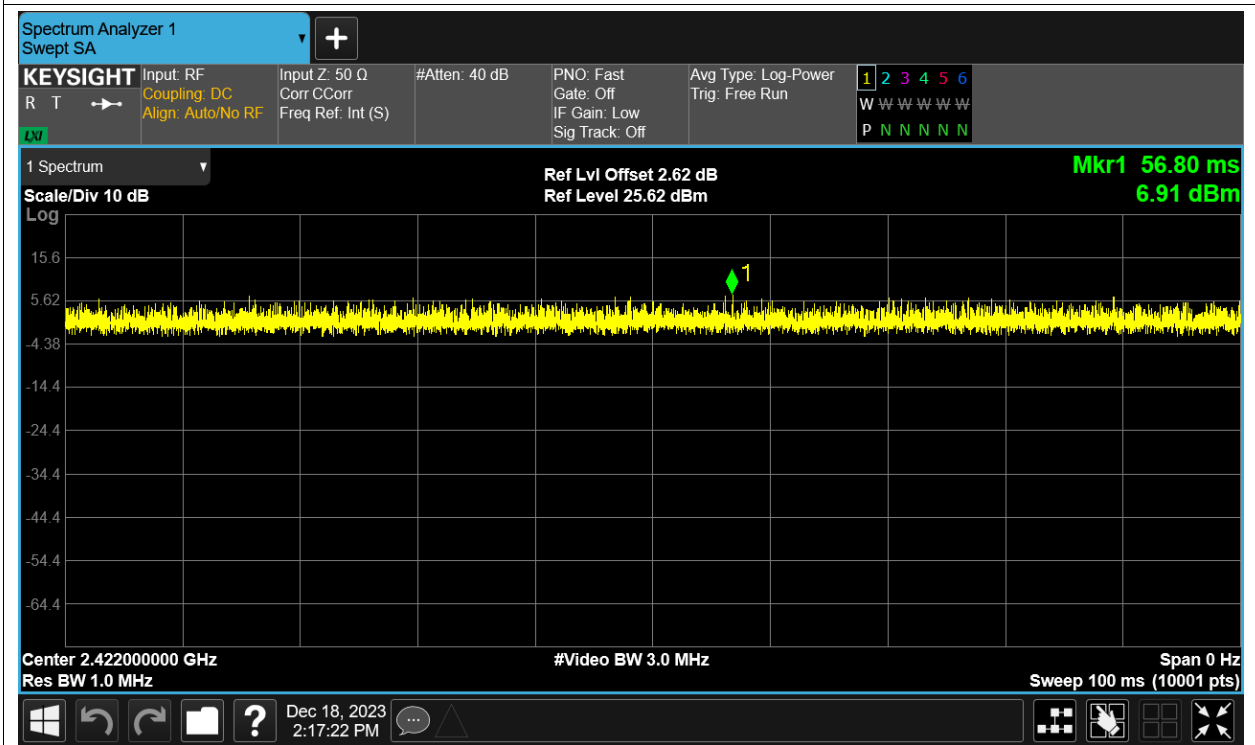 Spectrum Analyzer 1
Swept SA
KEYSIGHT
R T
LXI
Input: RF
Coupling: DC
Align: Auto/No RF
Input Z: 50 Ω
Corr CCorr
Freq Ref: Int (S)
#Atten: 40 dB
PNO: Fast
Gate: Off
IF Gain: Low
Sig Track: Off
Avg Type: Log-Power
Trig: Free Run
1 2 3 4 5 6
W W W W W W
P N N N N N
1 Spectrum
Scale/Div 10 dB
Log
Ref Lvl Offset 2.62 dB
Ref Level 25.62 dBm
Mkr1 56.80 ms
6.91 dBm
15.6
5.62
-4.38
-14.4
-24.4
-34.4
-44.4
-54.4
-64.4
1
Center 2.422000000 GHz
Res BW 1.0 MHz
#Video BW 3.0 MHz
Span 0 Hz
Sweep 100 ms (10001 pts)
?
Dec 18, 2023
2:17:22 PM